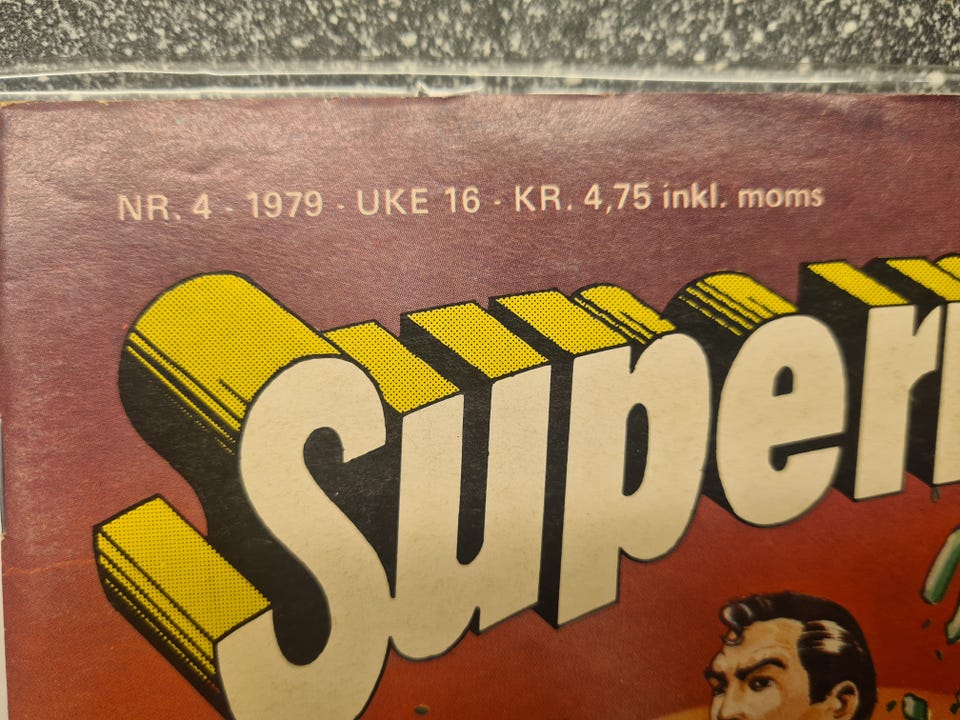 NR. 4 - 1979 - UKE 16 - KR. 4,75 inkl. moms
Super